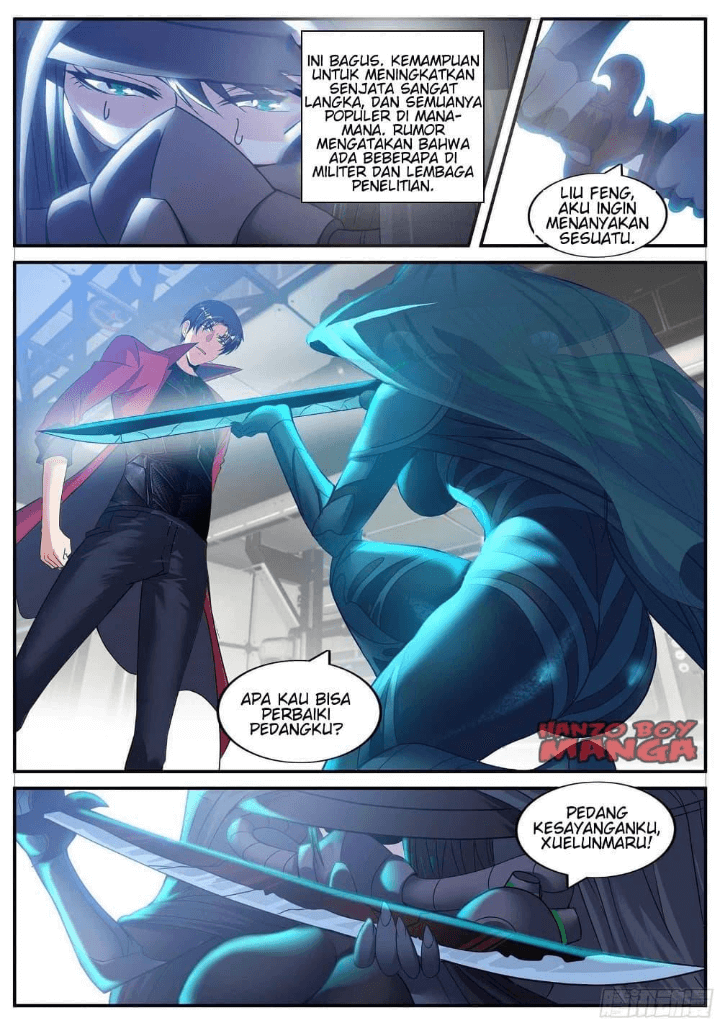 INI BAGUS. KEMAMPUAN
UNTUK MENINGKATKAN
SENJATA SANGAT
LANGKA, DAN SEMUANYA
POPULER DI MANA-
MANA. RUMOR
MENGATAKAN BAHWA
ADA BEBERAPA DI
MILITER DAN LEMBAGA
PENELITIAN.
LIU FENG,
AKU INGIN
MENANYAKAN
SESUATU.
APA KAU BISA
PERBAIKI
PEDANGKU?
HANZO BOY
MANGA
PEDANG
KESAYANGANKU,
XUELUNMARU!